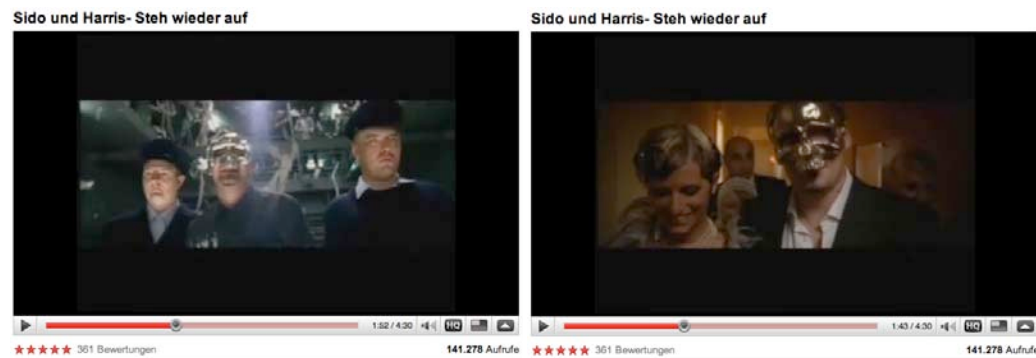 Sido und Harris- Steh wieder auf
1:52 / 4:30 HQ
361 Bewertungen 141.278 Aufrufe
Sido und Harris- Steh wieder auf
1:43 / 4:30 HQ
361 Bewertungen 141.278 Aufrufe